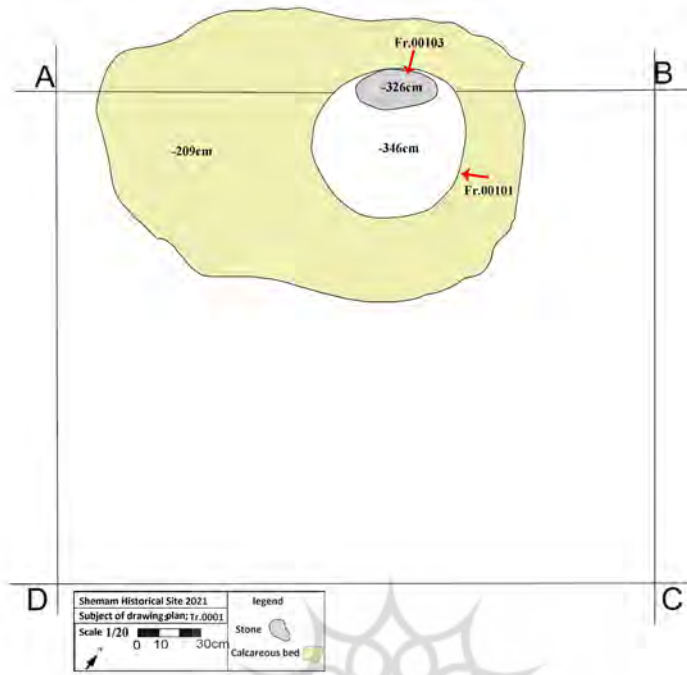 Fr.00103
A
B
-326cm
-209cm
-346cm
Fr.00101
D
C
Shemam Historical Site 2021
Subject of drawing:plan; Tr.0001
Scale 1/20
0 10 30cm
legend
Stone
Calcareous bed